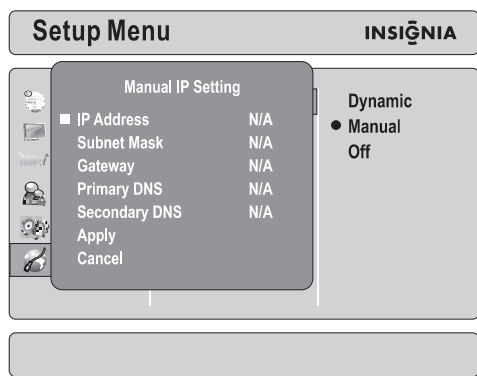 Setup Menu
INSIGNIA
Manual IP Setting
IP Address N/A
Subnet Mask N/A
Gateway N/A
Primary DNS N/A
Secondary DNS N/A
Apply
Cancel
Dynamic
Manual
Off